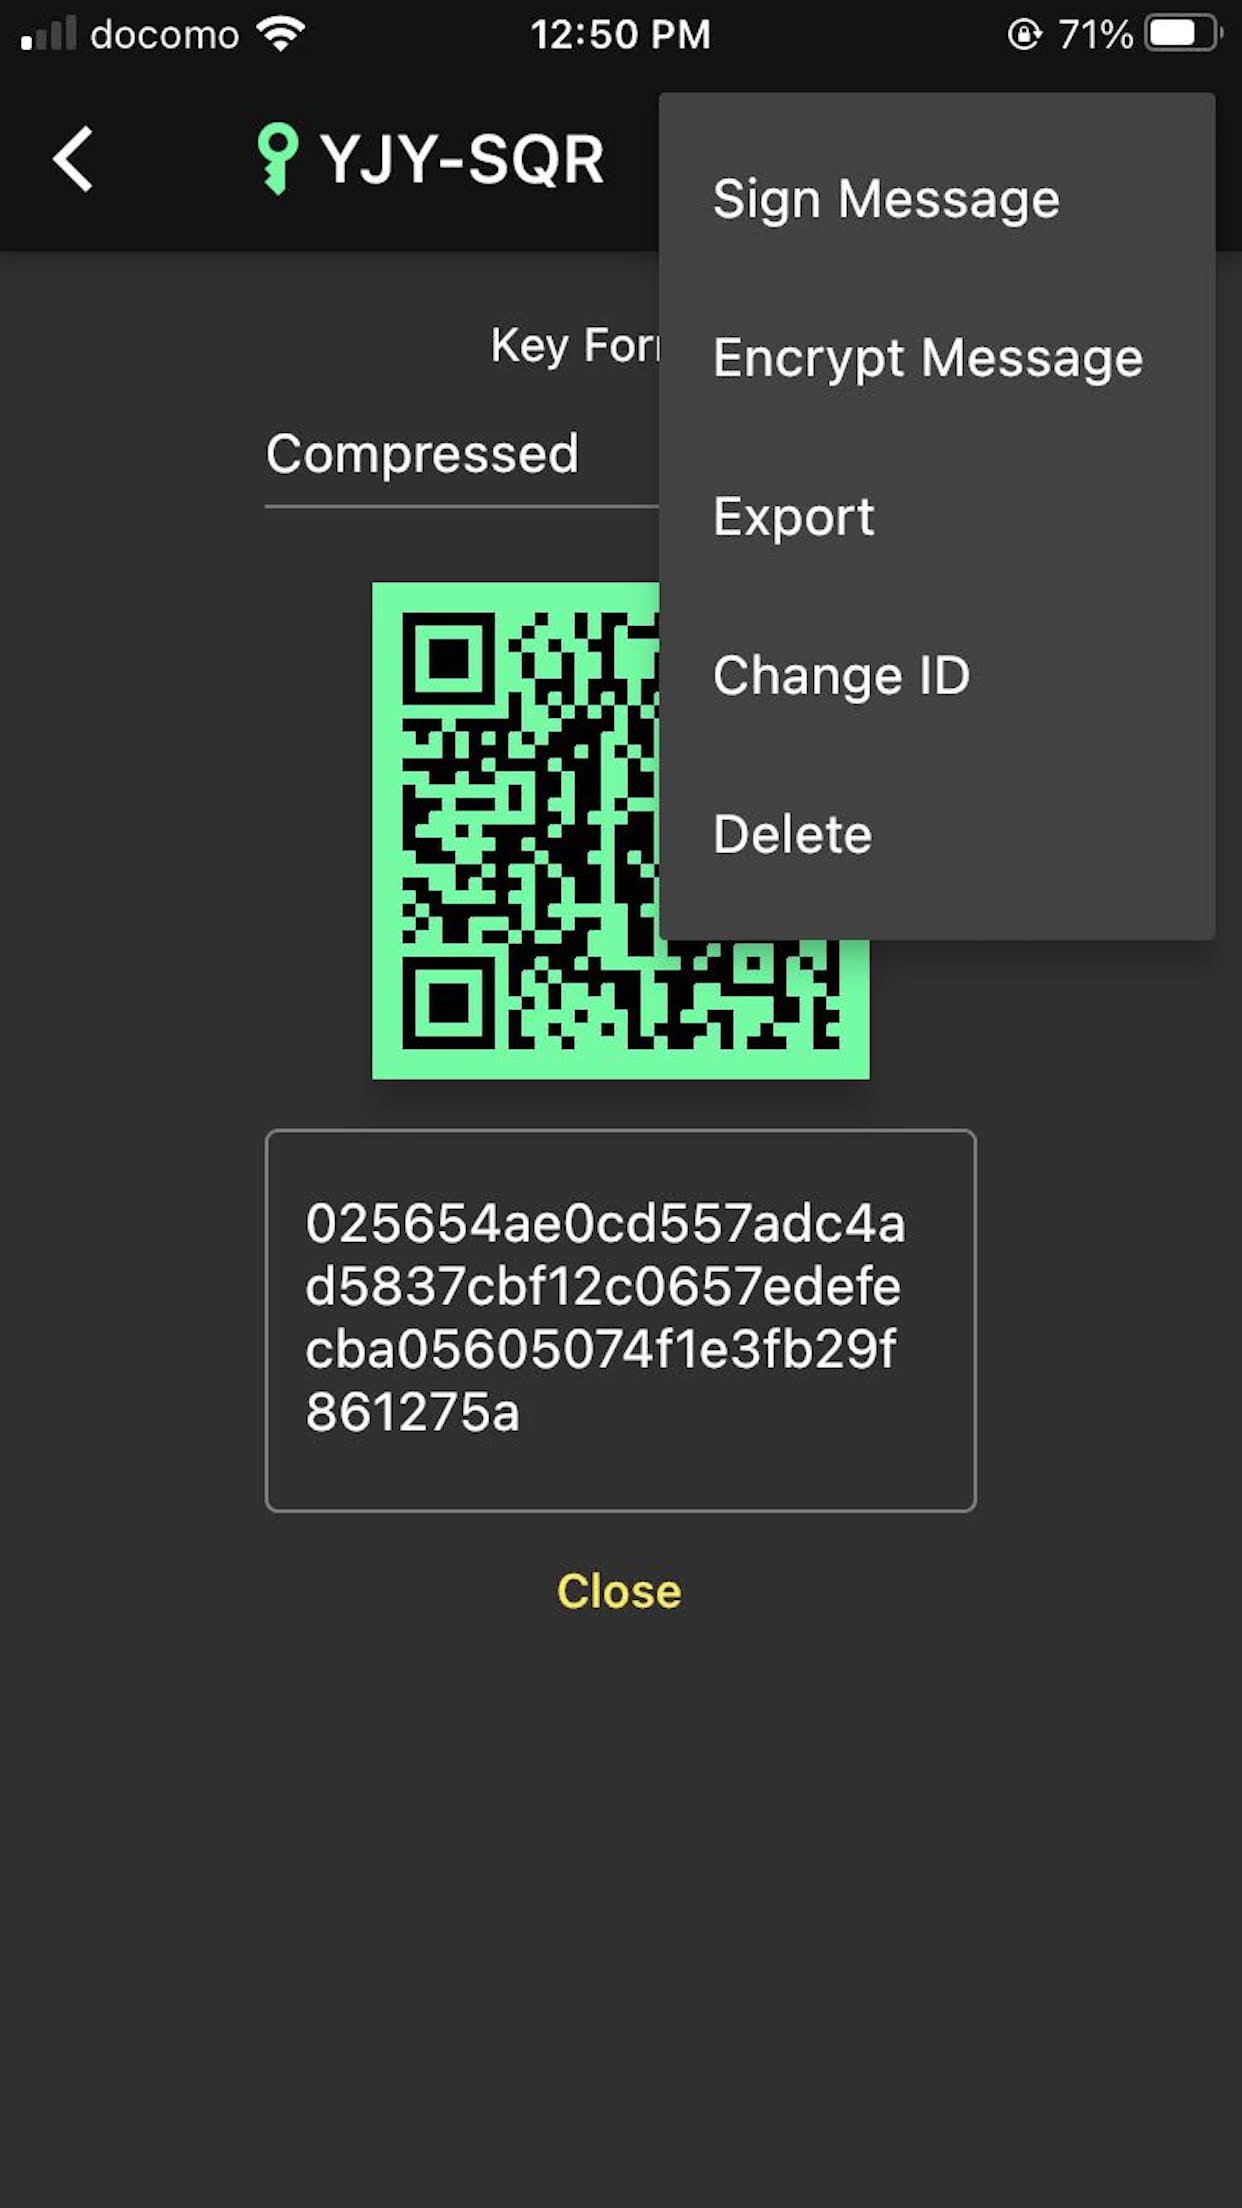 docomo 12:50 PM 71%
YJY-SQR
Sign Message
Encrypt Message
Export
Change ID
Delete
Key For
Compressed
025654ae0cd557adc4a
d5837cbf12c0657edefe
cba05605074f1e3fb29f
861275a
Close